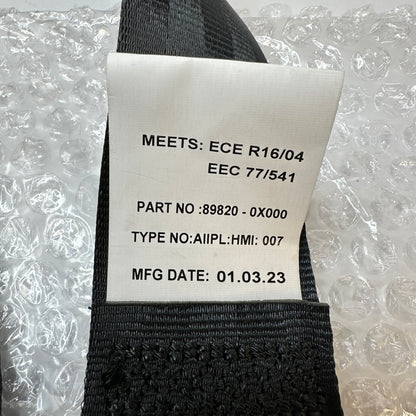 MEETS: ECE R16/04
EEC 77/541
PART NO :89820 - 0X000
TYPE NO:AIIPL:HMI: 007
MFG DATE: 01.03.23